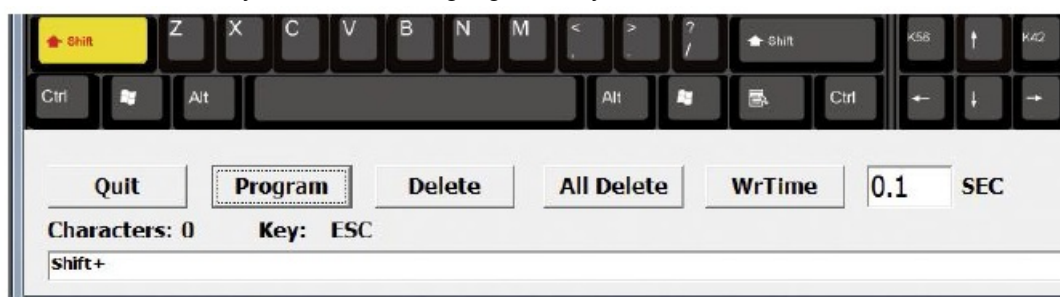 Shift Z X C V B N M < , > . ? / Shift K56 ↑ K42
Ctrl Alt Alt Ctrl ← ↓ →
Quit Program Delete All Delete WrTime 0.1 SEC
Characters: 0 Key: ESC
Shift+